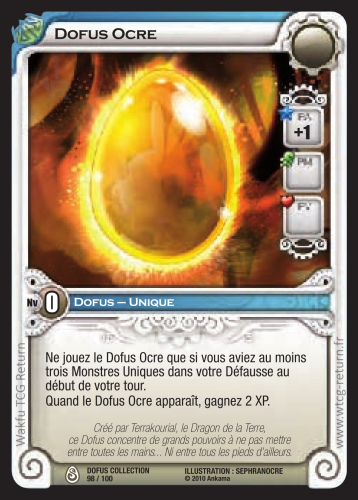 Dofus Ocre
PA
+1
PM
PV
Nv 0 Dofus – Unique
Ne jouez le Dofus Ocre que si vous aviez au moins
trois Monstres Uniques dans votre Défausse au
début de votre tour.
Quand le Dofus Ocre apparaît, gagnez 2 XP.
Créé par Terrakourial, le Dragon de la Terre,
ce Dofus concentre de grands pouvoirs à ne pas mettre
entre toutes les mains... Ni entre tous les pieds d'ailleurs.
Wakfu TCG Return
www.wtcg-return.fr
DOFUS COLLECTION
98 / 100
ILLUSTRATION : SEPHRANOCRE
© 2010 Ankama